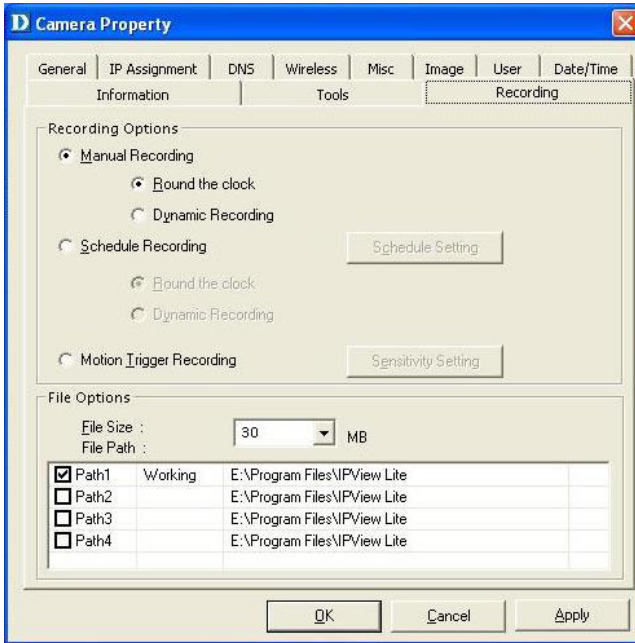 D Camera Property
General IP Assignment DNS Wireless Misc Image User Date/Time
Information Tools Recording
Recording Options
Manual Recording
Round the clock
Dynamic Recording
Schedule Recording Schedule Setting
Round the clock
Dynamic Recording
Motion Trigger Recording Sensitivity Setting
File Options
File Size : 30 MB
File Path :
Path1 Working E:\Program Files\IPView Lite
Path2 E:\Program Files\IPView Lite
Path3 E:\Program Files\IPView Lite
Path4 E:\Program Files\IPView Lite
OK Cancel Apply